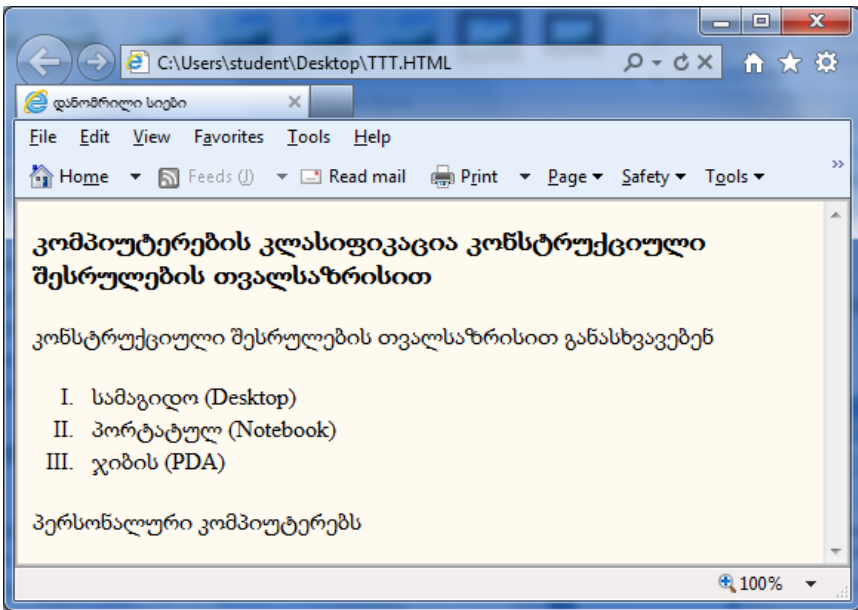 C:\Users\student\Desktop\TTT.HTML
დანომრილი სიები
File Edit View Favorites Tools Help
Home Feeds (J) Read mail Print Page Safety Tools
კომპიუტერების კლასიფიკაცია კონსტრუქციული
შესრულების თვალსაზრისით
კონსტრუქციული შესრულების თვალსაზრისით განასხვავებენ
I. სამაგიდო (Desktop)
II. პორტატულ (Notebook)
III. ჯიბის (PDA)
პერსონალური კომპიუტერებს
100%